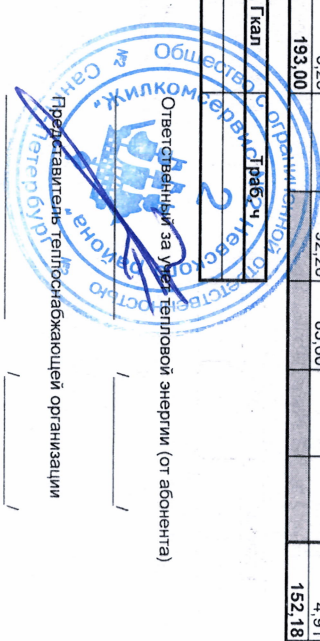 193,00
152,18
Гкал Траб, ч
Общество с ограниченной ответственностью
"Жилкомсервис № 2 Невского района"
Санкт-Петербург
Ответственный за учет тепловой энергии (от абонента)
/ /
Представитель теплоснабжающей организации
/ /